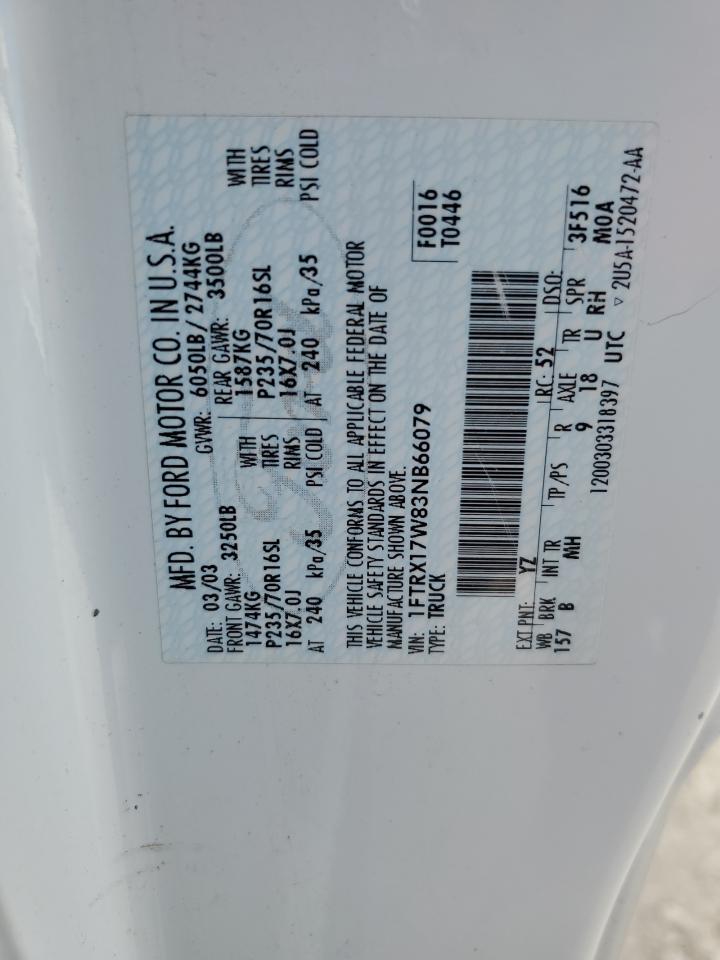 MFD. BY FORD MOTOR CO. IN U.S.A.
DATE: 03/03 GVWR: 6050LB/2744KG
FRONT GAWR: 3250LB REAR GAWR: 3500LB
1474KG WITH 1587KG WITH
P235/70R16SL TIRES P235/70R16SL TIRES
16X7.0J RIMS 16X7.0J RIMS
AT 240 kPa/35 PSI COLD AT 240 kPa/35 PSI COLD
THIS VEHICLE CONFORMS TO ALL APPLICABLE FEDERAL MOTOR
VEHICLE SAFETY STANDARDS IN EFFECT ON THE DATE OF
MANUFACTURE SHOWN ABOVE.
VIN: 1FTRX17W83NB66079 F0016
TYPE: TRUCK T0446
EXT PNT: YZ RC: 52 DSO:
WB BRK INT TR TP/PS R AXLE TR SPR 3F516
157 B MH 9 18 U RH M0A
1200303318397 UTC ▽ 2U5A-1520472-AA
Ford